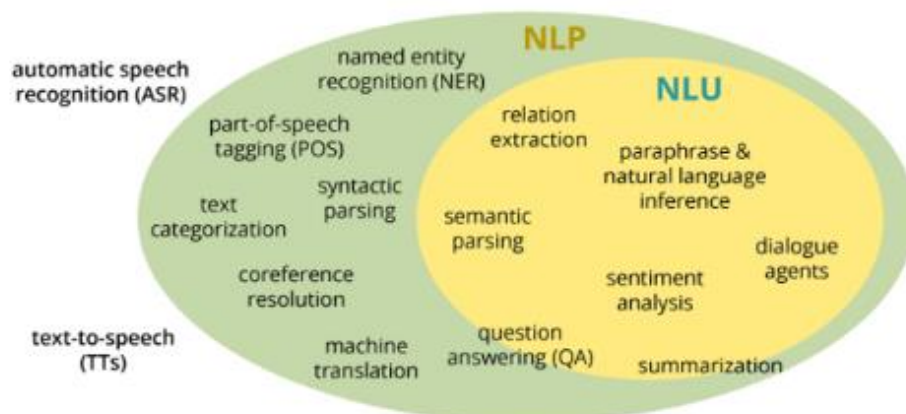 NLP
named entity
recognition (NER)
automatic speech
recognition (ASR)
NLU
relation
extraction
part-of-speech
tagging (POS)
paraphrase &
natural language
inference
syntactic
parsing
text
categorization
semantic
parsing
dialogue
agents
coreference
resolution
sentiment
analysis
text-to-speech
(TTs)
machine
translation
question
answering (QA)
summarization